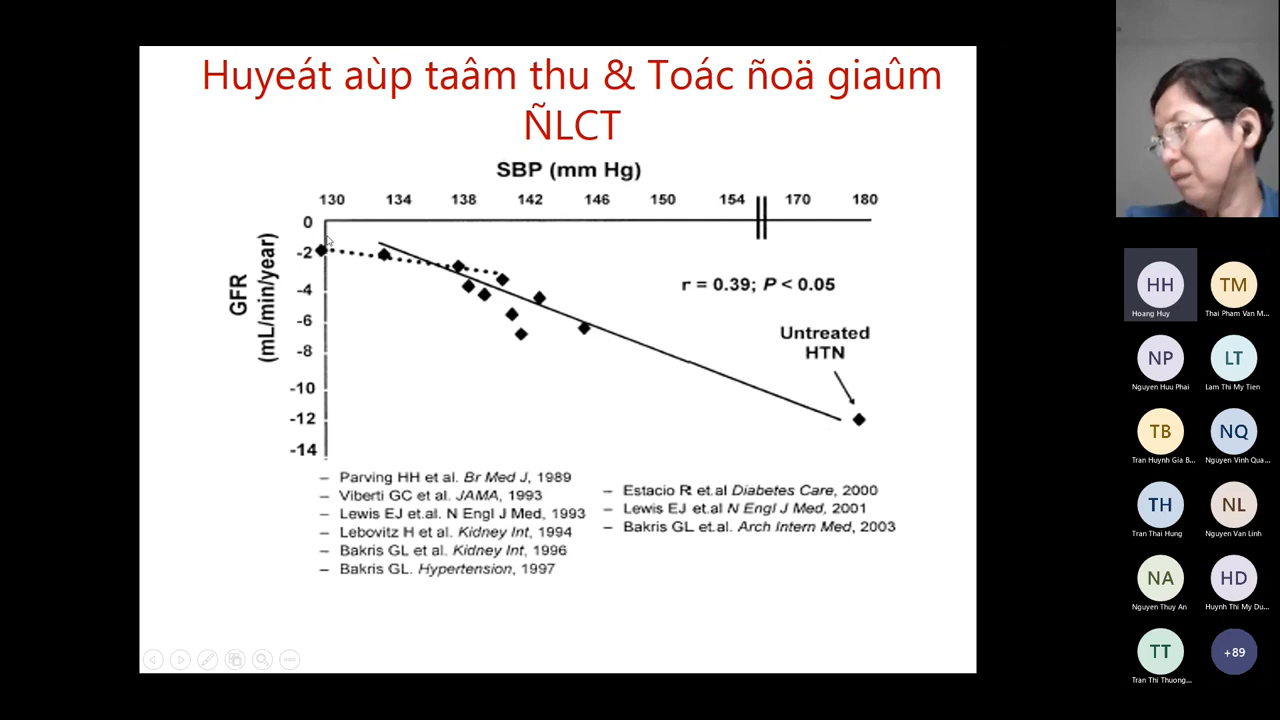 Huyeát aùp taâm thu & Toác ñoä giaûm
ÑLCT
SBP (mm Hg)
130 134 138 142 146 150 154 170 180
0
-2
-4
-6
-8
-10
-12
-14
GFR
(mL/min/year)
r = 0.39; P < 0.05
Untreated
HTN
– Parving HH et al. Br Med J, 1989
– Viberti GC et al. JAMA, 1993
– Lewis EJ et.al. N Engl J Med, 1993
– Lebovitz H et al. Kidney Int, 1994
– Bakris GL et al. Kidney Int, 1996
– Bakris GL. Hypertension, 1997
– Estacio R et.al Diabetes Care, 2000
– Lewis EJ et.al N Engl J Med, 2001
– Bakris GL et.al. Arch Intern Med, 2003
HH TM
Hoang Huy Thai Pham Van M...
NP LT
Nguyen Huu Phai Lam Thi My Tien
TB NQ
Tran Huynh Gia B... Nguyen Vinh Qua...
TH NL
Tran Thai Hung Nguyen Van Linh
NA HD
Nguyen Thuy An Huynh Thi My Du...
TT +89
Tran Thi Thuong...